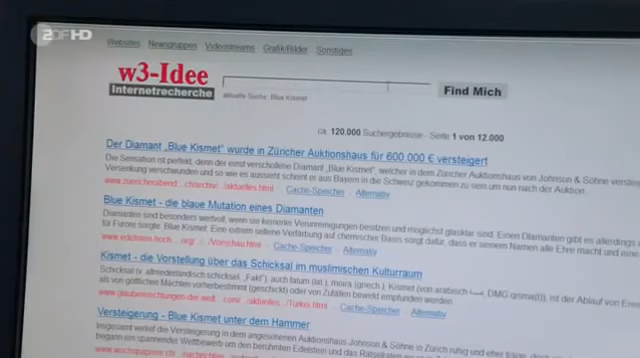 ZDFHD
Websites Newsgruppen Videostreams Grafik/Bilder Sonstiges
w3-Idee
Internetrecherche
Find Mich
aktuelle Suche: Blue Kismet
ca. 120.000 Suchergebnisse - Seite 1 von 12.000
Der Diamant „Blue Kismet" wurde in Züricher Auktionshaus für 600.000 € versteigert
Die Sensation ist perfekt, denn der einst verschollene Diamant „Blue Kismet", welcher in dem Züricher Auktionshaus von Johnson & Söhne verstei
Versenkung verschwunden und so wie es aussieht scheint er aus Bayern in die Schweiz gekommen zu sein um nun nach der Auktion
Cache-Speicher - Alternativ
Blue Kismet - die blaue Mutation eines Diamanten
Diamanten sind besonders wertvoll, wenn sie keinerlei Verunreinigungen besitzen und möglichst glasklar sind. Einen Diamanten gibt es allerdings
für Furore sorgte: Blue Kismet. Eine extrem seltene Verfärbung auf chemischer Basis sorgt dafür, dass er seinem Namen alle Ehre macht und eine
Cache-Speicher - Alternativ
Kismet - die Vorstellung über das Schicksal im muslimischen Kulturraum
Schicksal (v. altniederländisch schicksel, „Fakt"), auch fatum (lat.), moira (griech.), Kismet (von arabisch DMG qisma(t)), ist der Ablauf von Erei
als von göttlichen Mächten vorherbestimmt (geschickt) oder von Zufällen bewirkt empfunden werden.
Cache-Speicher - Alternativ
Versteigerung - Blue Kismet unter dem Hammer
Insgesamt verlief die Versteigerung in dem angesehenen Auktionshaus Johnson & Söhne in Zürich ruhig und eher
begann ein spannender Wettbewerb um den berühmten Edelstein und das